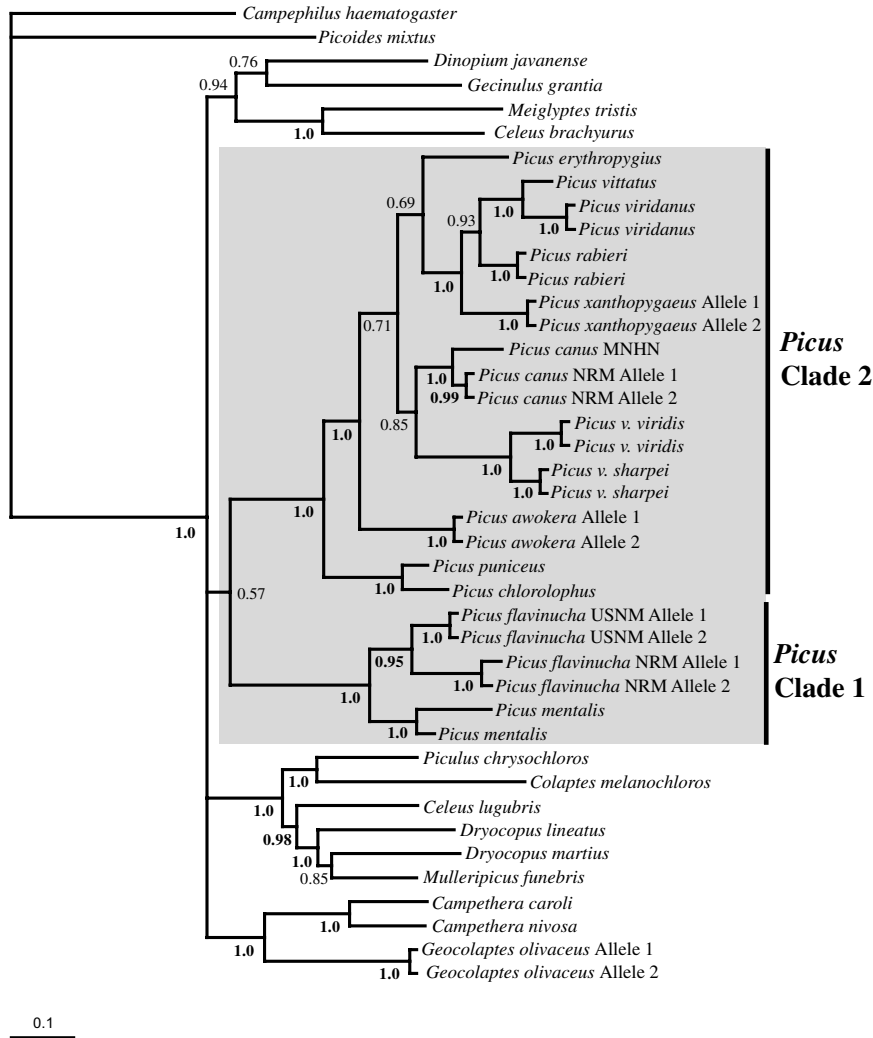 Campephilus haematogaster
Picoides mixtus
0.76
Dinopium javanense
0.94
Gecinulus grantia
Meiglyptes tristis
1.0
Celeus brachyurus
Picus erythropygius
Picus vittatus
0.69
1.0
Picus viridanus
0.93
1.0
Picus viridanus
Picus rabieri
1.0
Picus rabieri
1.0
Picus xanthopygaeus Allele 1
0.71
1.0
Picus xanthopygaeus Allele 2
Picus canus MNHN
1.0
Picus canus NRM Allele 1
0.99
Picus canus NRM Allele 2
0.85
Picus v. viridis
1.0
1.0
Picus v. viridis
1.0
Picus v. sharpei
1.0
Picus v. sharpei
1.0
Picus awokera Allele 1
1.0
1.0
Picus awokera Allele 2
Picus puniceus
0.57
1.0
Picus chlorolophus
Picus
Clade 2
Picus flavinucha USNM Allele 1
1.0
Picus flavinucha USNM Allele 2
0.95
Picus flavinucha NRM Allele 1
1.0
1.0
Picus flavinucha NRM Allele 2
Picus mentalis
1.0
Picus mentalis
Picus
Clade 1
Piculus chrysochloros
1.0
Colaptes melanochloros
1.0
Celeus lugubris
0.98
Dryocopus lineatus
1.0
Dryocopus martius
0.85
Mulleripicus funebris
Campethera caroli
1.0
Campethera nivosa
1.0
Geocolaptes olivaceus Allele 1
1.0
Geocolaptes olivaceus Allele 2
0.1